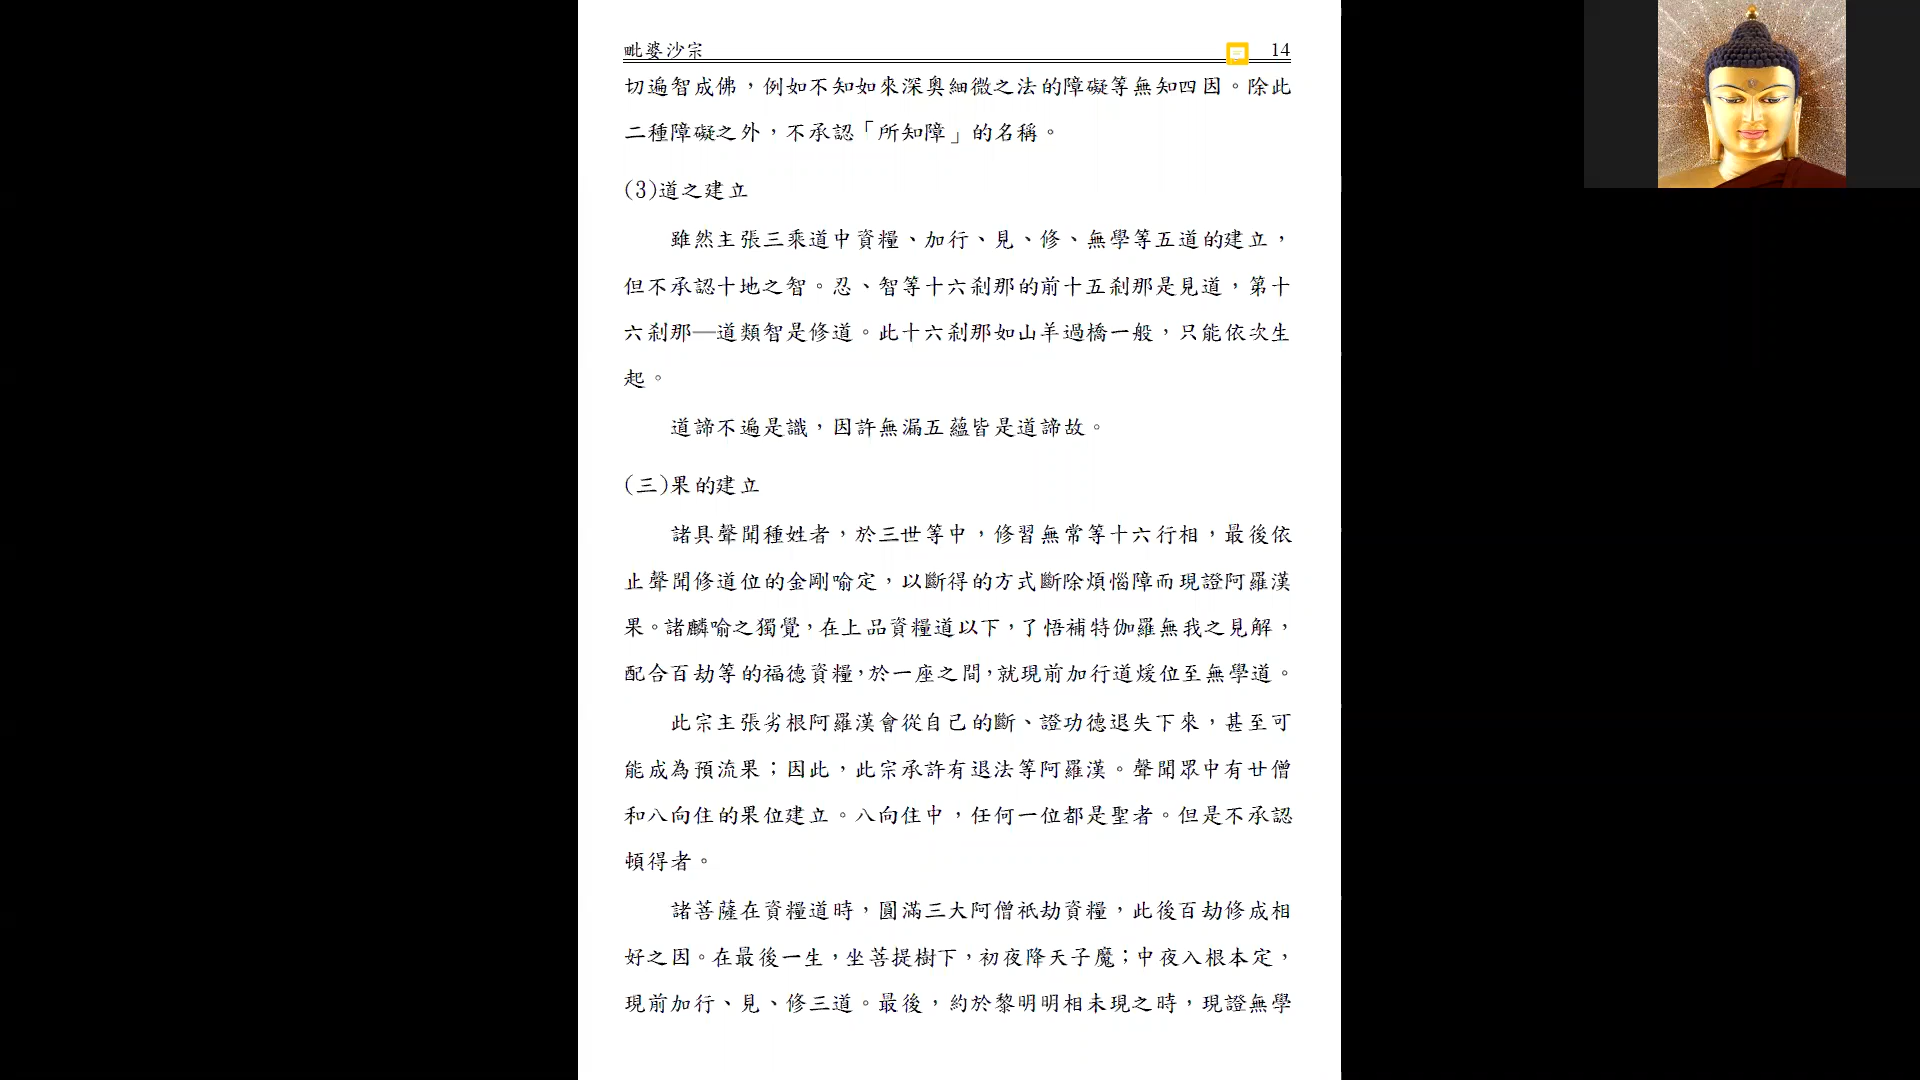 毗婆沙宗 14
切遍智成佛，例如不知如來深奧細微之法的障礙等無知四因。除此
二種障礙之外，不承認「所知障」的名稱。
(3)道之建立
雖然主張三乘道中資糧、加行、見、修、無學等五道的建立，
但不承認十地之智。忍、智等十六剎那的前十五剎那是見道，第十
六剎那—道類智是修道。此十六剎那如山羊過橋一般，只能依次生
起。
道諦不遍是識，因許無漏五蘊皆是道諦故。
(三)果的建立
諸具聲聞種姓者，於三世等中，修習無常等十六行相，最後依
止聲聞修道位的金剛喻定，以斷得的方式斷除煩惱障而現證阿羅漢
果。諸麟喻之獨覺，在上品資糧道以下，了悟補特伽羅無我之見解，
配合百劫等的福德資糧，於一座之間，就現前加行道煖位至無學道。
此宗主張劣根阿羅漢會從自己的斷、證功德退失下來，甚至可
能成為預流果；因此，此宗承許有退法等阿羅漢。聲聞眾中有廿僧
和八向住的果位建立。八向住中，任何一位都是聖者。但是不承認
頓得者。
諸菩薩在資糧道時，圓滿三大阿僧祇劫資糧，此後百劫修成相
好之因。在最後一生，坐菩提樹下，初夜降天子魔；中夜入根本定，
現前加行、見、修三道。最後，約於黎明明相未現之時，現證無學